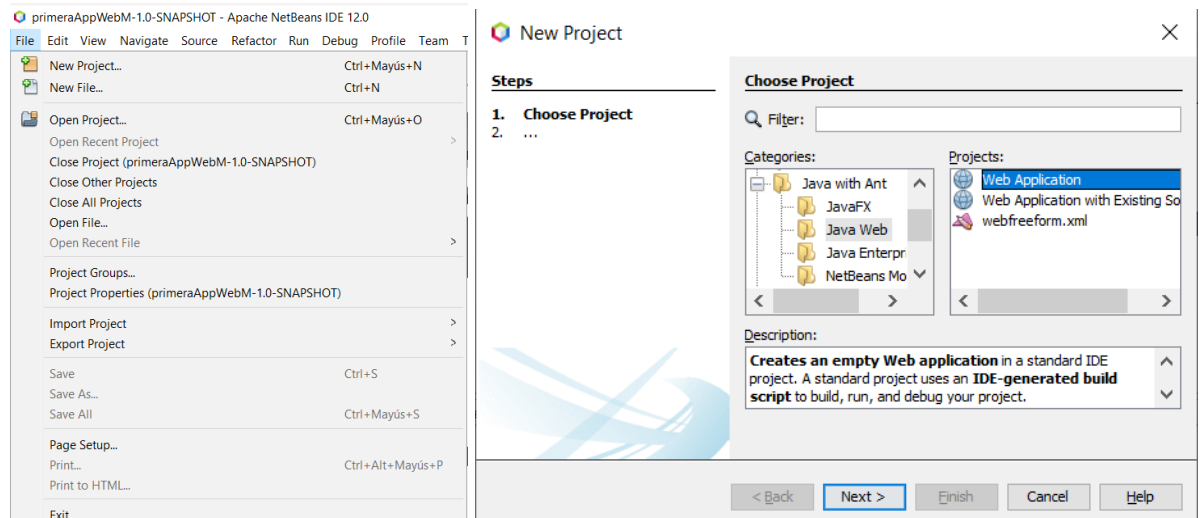 primeraAppWebM-1.0-SNAPSHOT - Apache NetBeans IDE 12.0
File Edit View Navigate Source Refactor Run Debug Profile Team T
New Project... Ctrl+Mayús+N
New File... Ctrl+N
Open Project... Ctrl+Mayús+O
Open Recent Project >
Close Project (primeraAppWebM-1.0-SNAPSHOT)
Close Other Projects
Close All Projects
Open File...
Open Recent File >
Project Groups...
Project Properties (primeraAppWebM-1.0-SNAPSHOT)
Import Project >
Export Project >
Save Ctrl+S
Save As...
Save All Ctrl+Mayús+S
Page Setup...
Print... Ctrl+Alt+Mayús+P
Print to HTML...
Exit
New Project
Steps
1. Choose Project
2. ...
Choose Project
Filter:
Categories:
Java with Ant
JavaFX
Java Web
Java Enterpr
NetBeans Mo
Projects:
Web Application
Web Application with Existing So
webfreeform.xml
Description:
Creates an empty Web application in a standard IDE
project. A standard project uses an IDE-generated build
script to build, run, and debug your project.
< Back Next > Finish Cancel Help